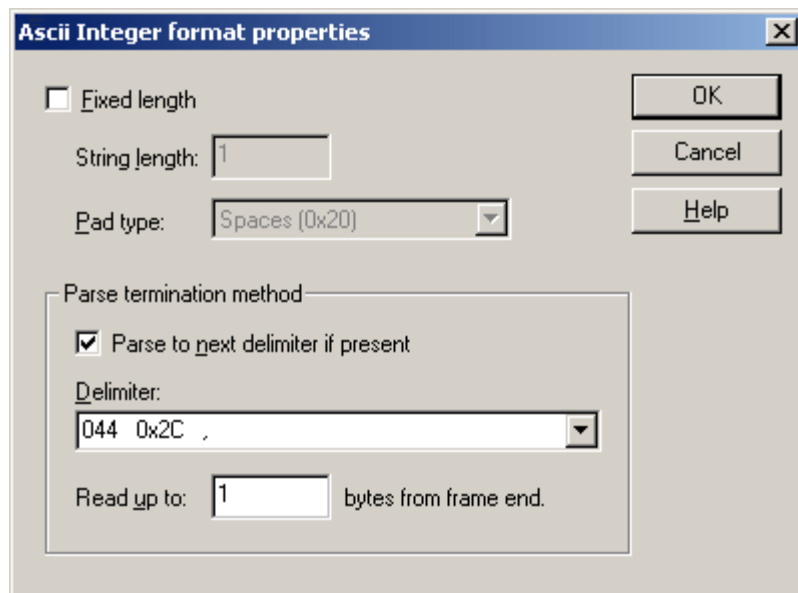 Ascii Integer format properties
Fixed length
OK
String length: 1
Cancel
Pad type: Spaces (0x20)
Help
Parse termination method
Parse to next delimiter if present
Delimiter:
044 0x2C ,
Read up to: 1 bytes from frame end.